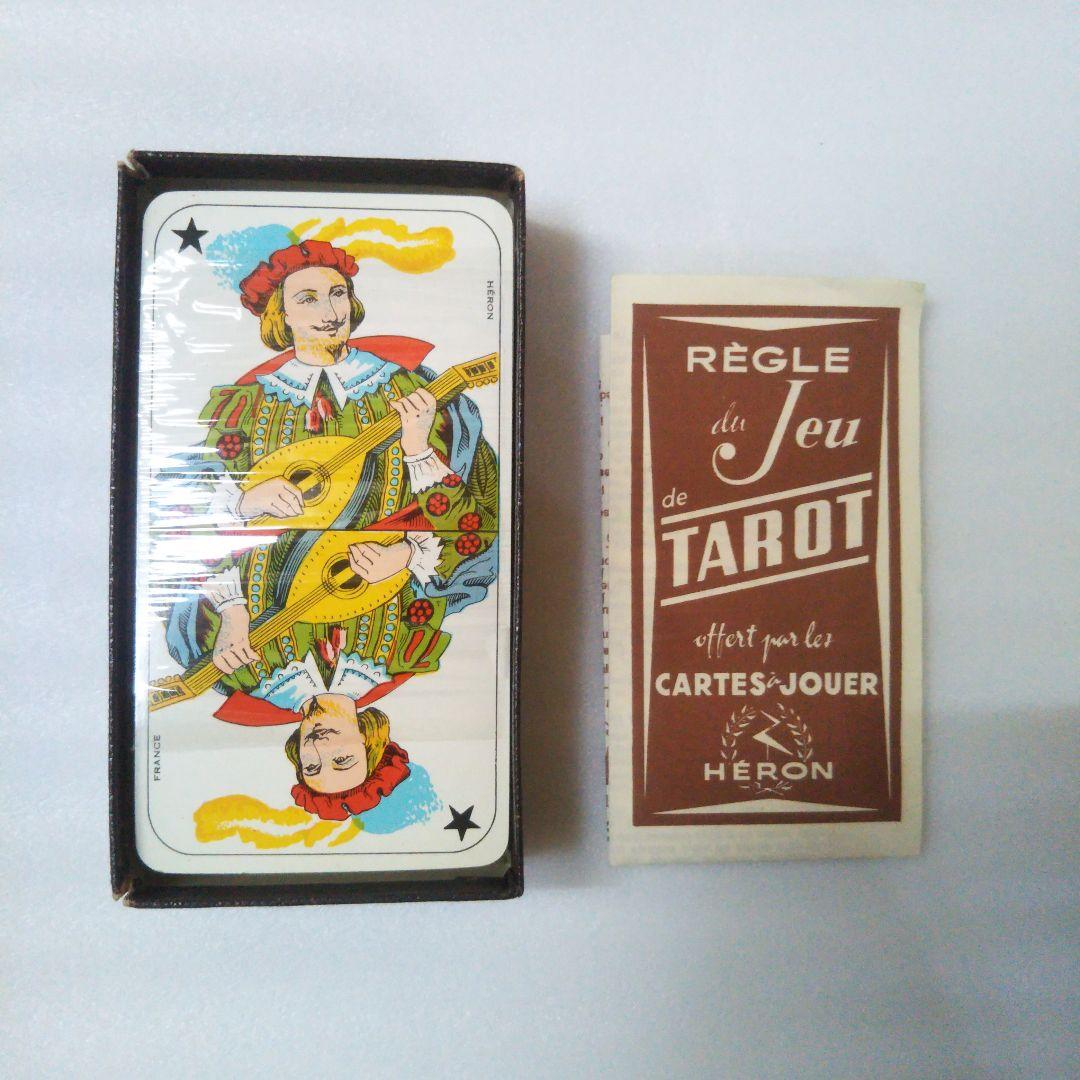 HÉRON
FRANCE
RÈGLE
du Jeu
de
TAROT
offert par les
CARTES à JOUER
HÉRON